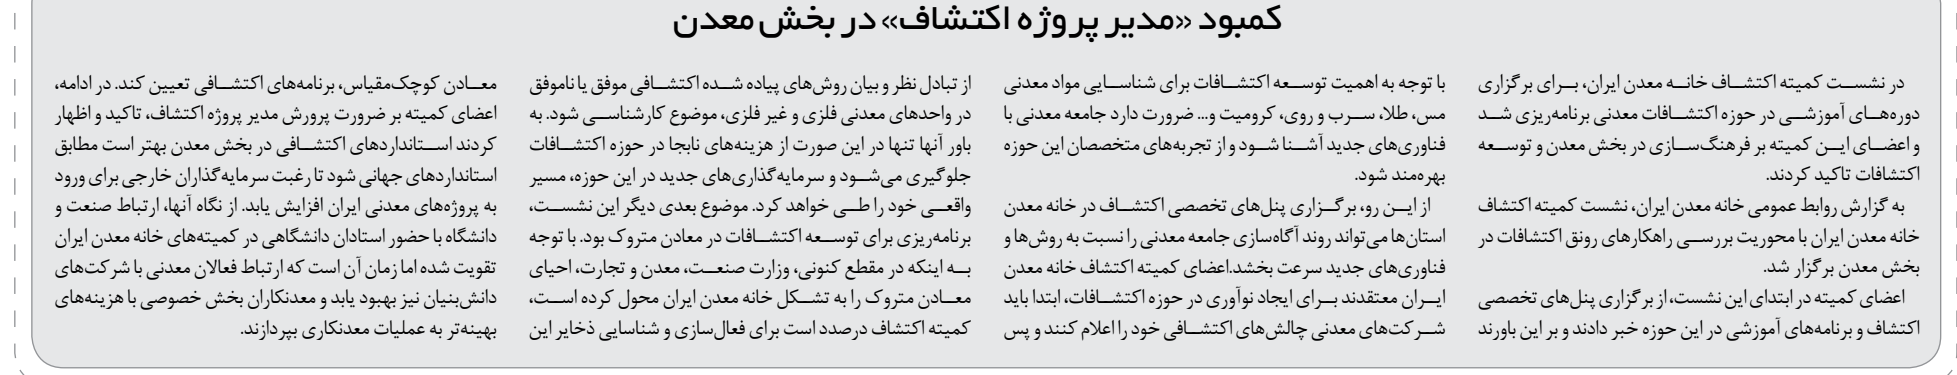 کمبود «مدیر پروژه اکتشاف» در بخش معدن
در نشست کمیته اکتشاف خانه معدن ایران، برای برگزاری
دوره‌های آموزشی در حوزه اکتشافات معدنی برنامه‌ریزی شد
و اعضای این کمیته بر فرهنگ‌سازی در بخش معدن و توسعه
اکتشافات تاکید کردند.
به گزارش روابط عمومی خانه معدن ایران، نشست کمیته اکتشاف
خانه معدن ایران با محوریت بررسی راهکارهای رونق اکتشافات در
بخش معدن برگزار شد.
اعضای کمیته در ابتدای این نشست، از برگزاری پنل‌های تخصصی
اکتشاف و برنامه‌های آموزشی در این حوزه خبر دادند و بر این باورند
با توجه به اهمیت توسعه اکتشافات برای شناسایی مواد معدنی
مس، طلا، سرب و روی، کرومیت و... ضرورت دارد جامعه معدنی با
فناوری‌های جدید آشنا شود و از تجربه‌های متخصصان این حوزه
بهره‌مند شود.
از این رو، برگزاری پنل‌های تخصصی اکتشاف در خانه معدن
استان‌ها می‌تواند روند آگاه‌سازی جامعه معدنی را نسبت به روش‌ها و
فناوری‌های جدید سرعت بخشد.اعضای کمیته اکتشاف خانه معدن
ایران معتقدند برای ایجاد نوآوری در حوزه اکتشافات، ابتدا باید
شرکت‌های معدنی چالش‌های اکتشافی خود را اعلام کنند و پس
از تبادل نظر و بیان روش‌های پیاده شده اکتشافی موفق یا ناموفق
در واحدهای معدنی فلزی و غیر فلزی، موضوع کارشناسی شود. به
باور آنها تنها در این صورت از هزینه‌های نابجا در حوزه اکتشافات
جلوگیری می‌شود و سرمایه‌گذاری‌های جدید در این حوزه، مسیر
واقعی خود را طی خواهد کرد. موضوع بعدی دیگر این نشست،
برنامه‌ریزی برای توسعه اکتشافات در معادن متروک بود. با توجه
به اینکه در مقطع کنونی، وزارت صنعت، معدن و تجارت، احیای
معادن متروک را به تشکل خانه معدن ایران محول کرده است،
کمیته اکتشاف درصدد است برای فعال‌سازی و شناسایی ذخایر این
معادن کوچک‌مقیاس، برنامه‌های اکتشافی تعیین کند. در ادامه،
اعضای کمیته بر ضرورت پرورش مدیر پروژه اکتشاف، تاکید و اظهار
کردند استانداردهای اکتشافی در بخش معدن بهتر است مطابق
استانداردهای جهانی شود تا رغبت سرمایه‌گذاران خارجی برای ورود
به پروژه‌های معدنی ایران افزایش یابد. از نگاه آنها، ارتباط صنعت و
دانشگاه با حضور استادان دانشگاهی در کمیته‌های خانه معدن ایران
تقویت شده اما زمان آن است که ارتباط فعالان معدنی با شرکت‌های
دانش‌بنیان نیز بهبود یابد و معدنکاران بخش خصوصی با هزینه‌های
بهینه‌تر به عملیات معدنکاری بپردازند.